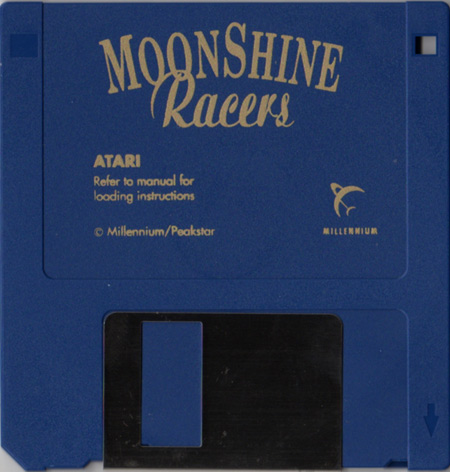 MOONSHINE
Racers
ATARI
Refer to manual for
loading instructions
© Millennium/Peakstar
MILLENNIUM